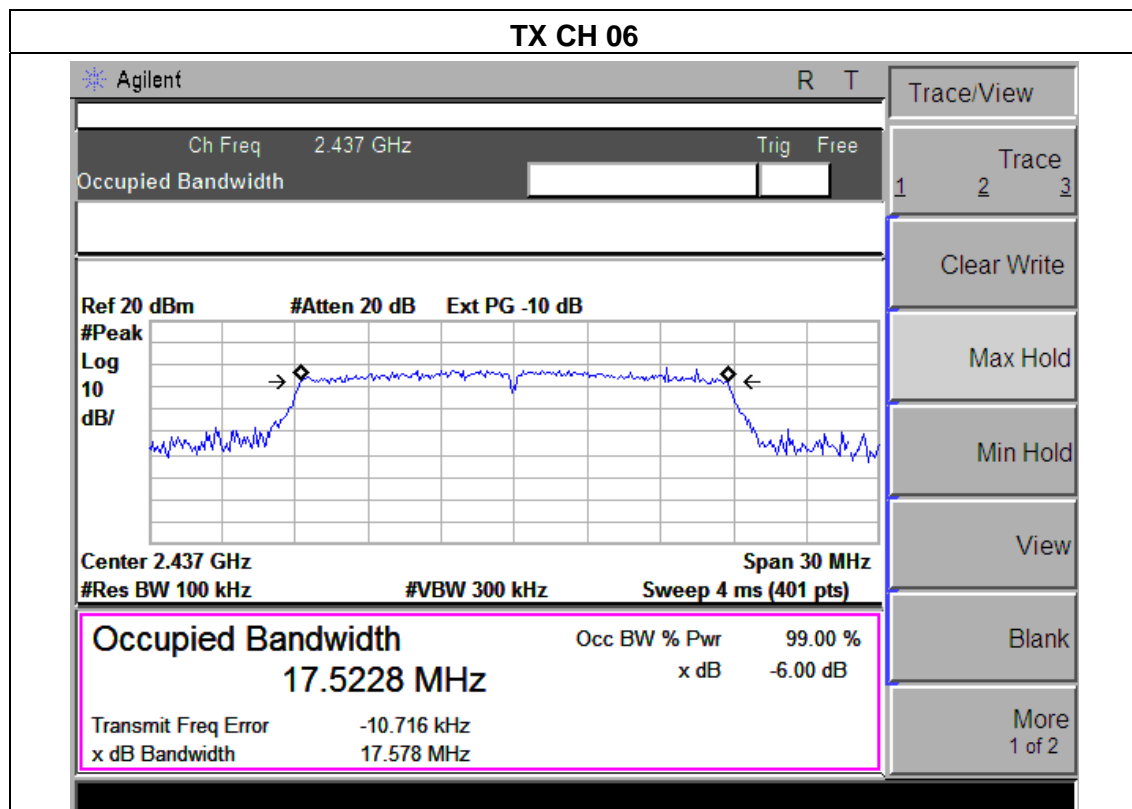 TX CH 06
Agilent R T
Trace/View
Ch Freq 2.437 GHz Trig Free
Occupied Bandwidth
Trace
1 2 3
Clear Write
Ref 20 dBm #Atten 20 dB Ext PG -10 dB
#Peak
Log
10
dB/
Max Hold
Min Hold
View
Center 2.437 GHz Span 30 MHz
#Res BW 100 kHz #VBW 300 kHz Sweep 4 ms (401 pts)
Occupied Bandwidth Occ BW % Pwr 99.00 %
17.5228 MHz x dB -6.00 dB
Blank
Transmit Freq Error -10.716 kHz
x dB Bandwidth 17.578 MHz
More
1 of 2